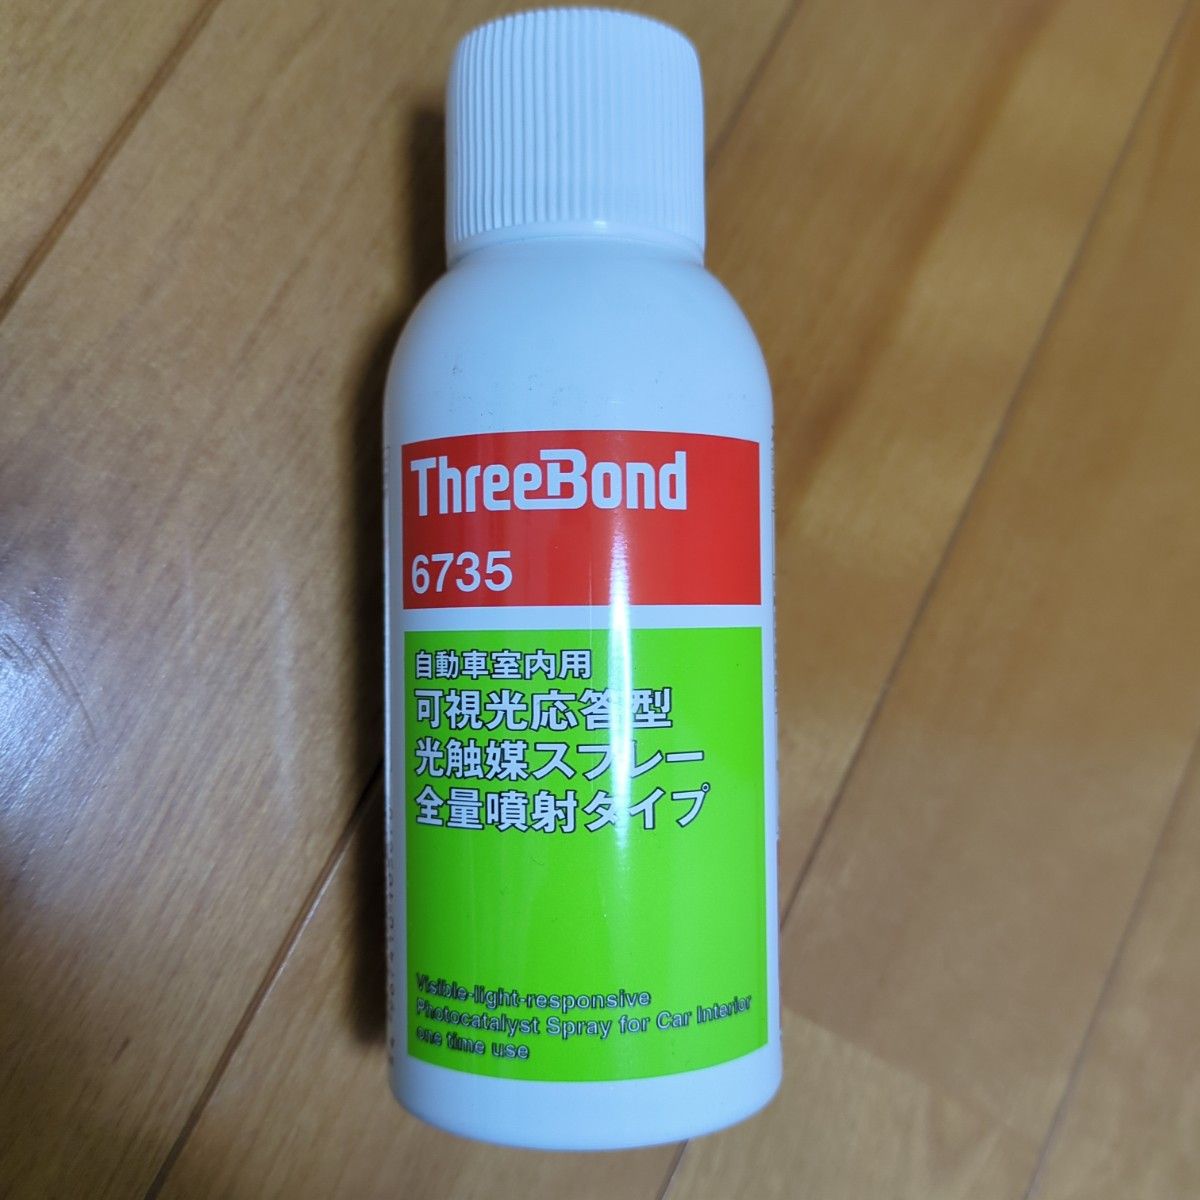 ThreeBond
6735
自動車室内用
可視光応答型
光触媒スプレー
全量噴射タイプ
Visible-light-responsive
Photocatalyst Spray for Car Interior
one time use